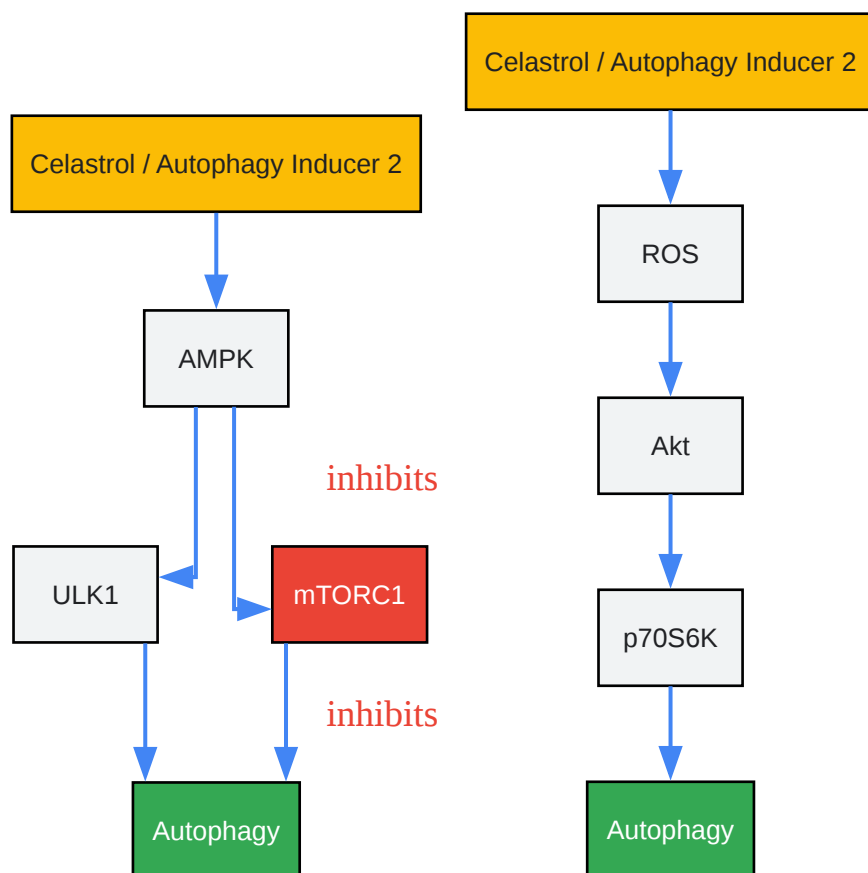 Celastrol / Autophagy Inducer 2
AMPK
inhibits
ULK1
mTORC1
inhibits
Autophagy
Celastrol / Autophagy Inducer 2
ROS
Akt
p70S6K
Autophagy